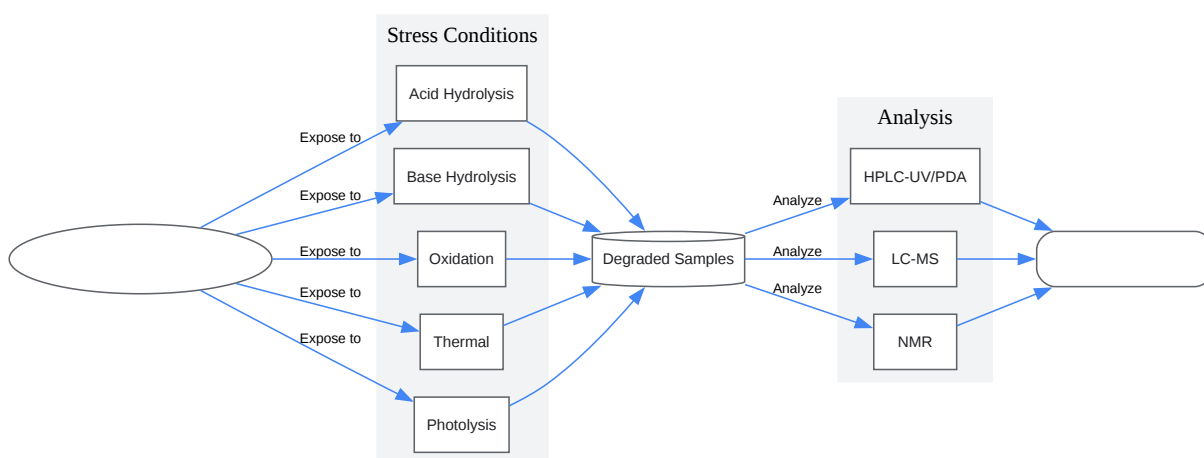 Stress Conditions
Acid Hydrolysis
Expose to
Analysis
Base Hydrolysis
HPLC-UV/PDA
Expose to
Analyze
Expose to
Oxidation
Degraded Samples
Analyze
LC-MS
Expose to
Analyze
Thermal
NMR
Expose to
Photolysis